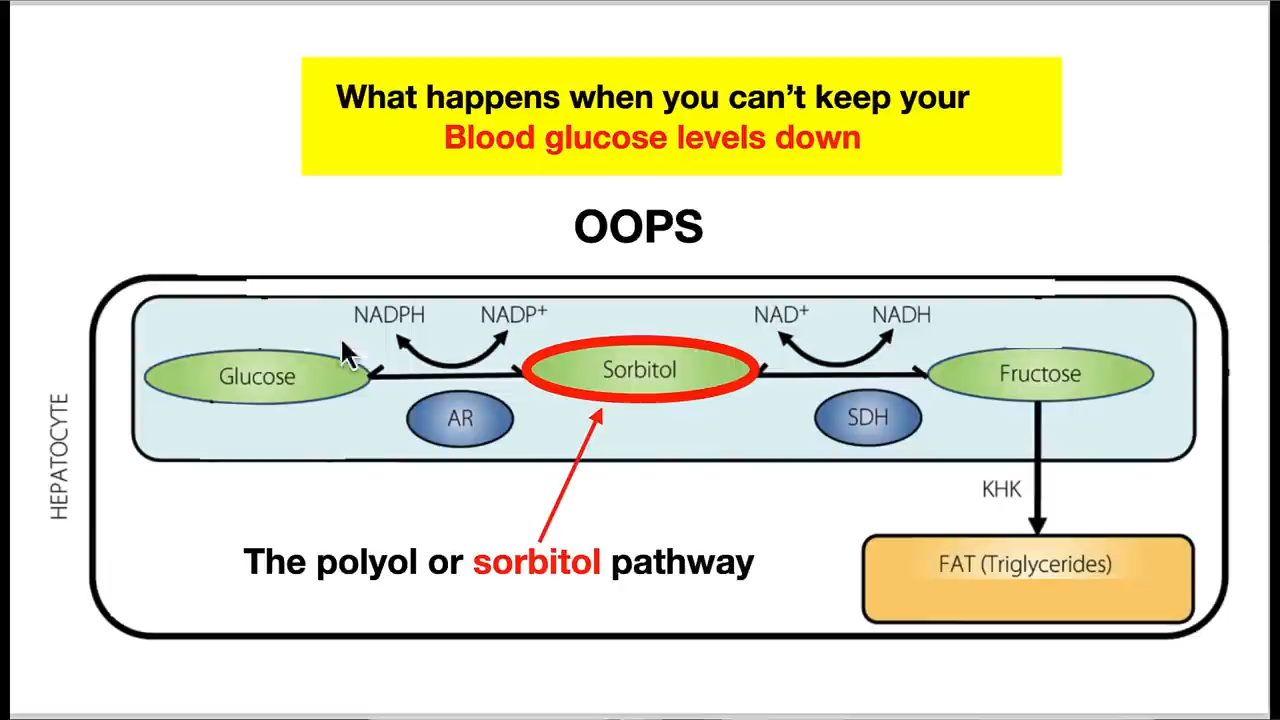 What happens when you can’t keep your
Blood glucose levels down
OOPS
NADPH NADP⁺ NAD⁺ NADH
Glucose Sorbitol Fructose
AR SDH
HEPATOCYTE
KHK
The polyol or sorbitol pathway
FAT (Triglycerides)